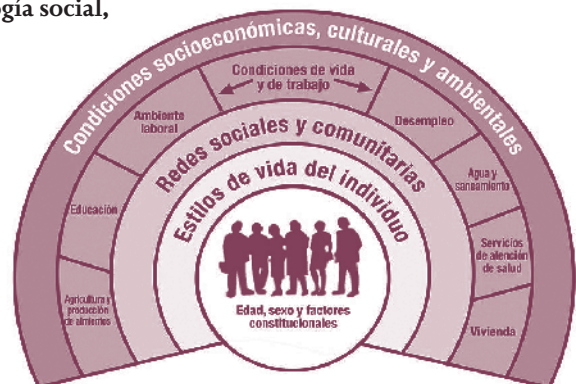 ogía social,
Condiciones socioeconómicas, culturales y ambientales
Condiciones de vida
y de trabajo
Ambiente
laboral
Desempleo
Educación
Agua y
saneamiento
Servicios
de atención
de salud
Agricultura y
producción
de alimentos
Vivienda
Redes sociales y comunitarias
Estilos de vida del individuo
Edad, sexo y factores
constitucionales